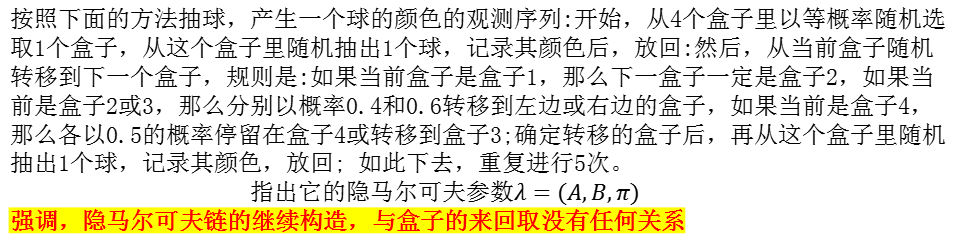 按照下面的方法抽球，产生一个球的颜色的观测序列:开始，从4个盒子里以等概率随机选
取1个盒子，从这个盒子里随机抽出1个球，记录其颜色后，放回:然后，从当前盒子随机
转移到下一个盒子，规则是:如果当前盒子是盒子1，那么下一盒子一定是盒子2，如果当
前是盒子2或3，那么分别以概率0.4和0.6转移到左边或右边的盒子，如果当前是盒子4，
那么各以0.5的概率停留在盒子4或转移到盒子3;确定转移的盒子后，再从这个盒子里随机
抽出1个球，记录其颜色，放回; 如此下去，重复进行5次。
指出它的隐马尔可夫参数λ = (A, B, π)
强调，隐马尔可夫链的继续构造，与盒子的来回取没有任何关系